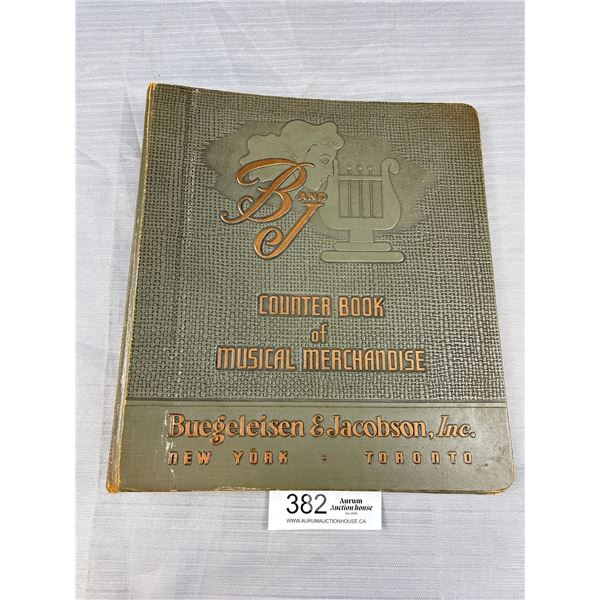 B AND J
COUNTER BOOK
of
MUSICAL MERCHANDISE
Buegeleisen & Jacobson, Inc.
NEW YORK · TORONTO
382 Aurum
Auction house
WWW.AURUMAUCTIONHOUSE.CA